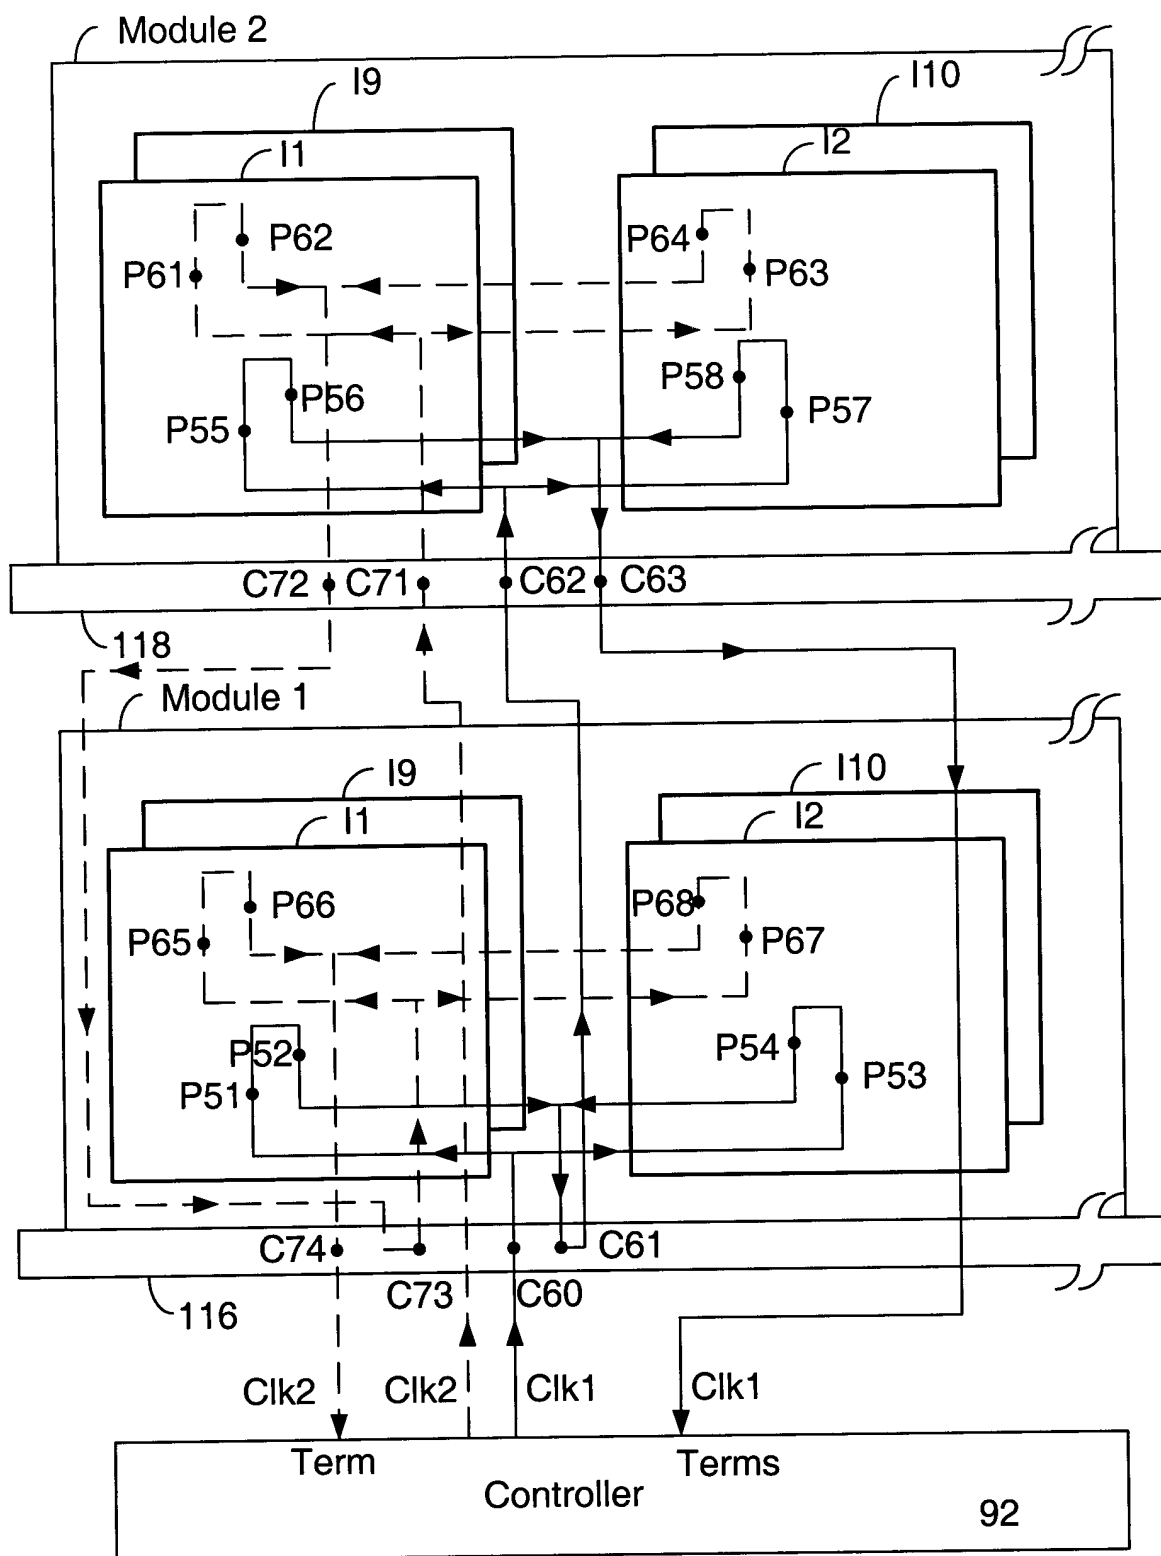 Module 2
I9
I10
I1
I2
P62
P64
P61
P63
P56
P58
P55
P57
C72
C71
C62
C63
118
Module 1
I9
I10
I1
I2
P66
P68
P65
P67
P52
P54
P51
P53
C74
C61
C73
C60
116
Clk2
Clk2
Clk1
Clk1
Term
Terms
Controller
92